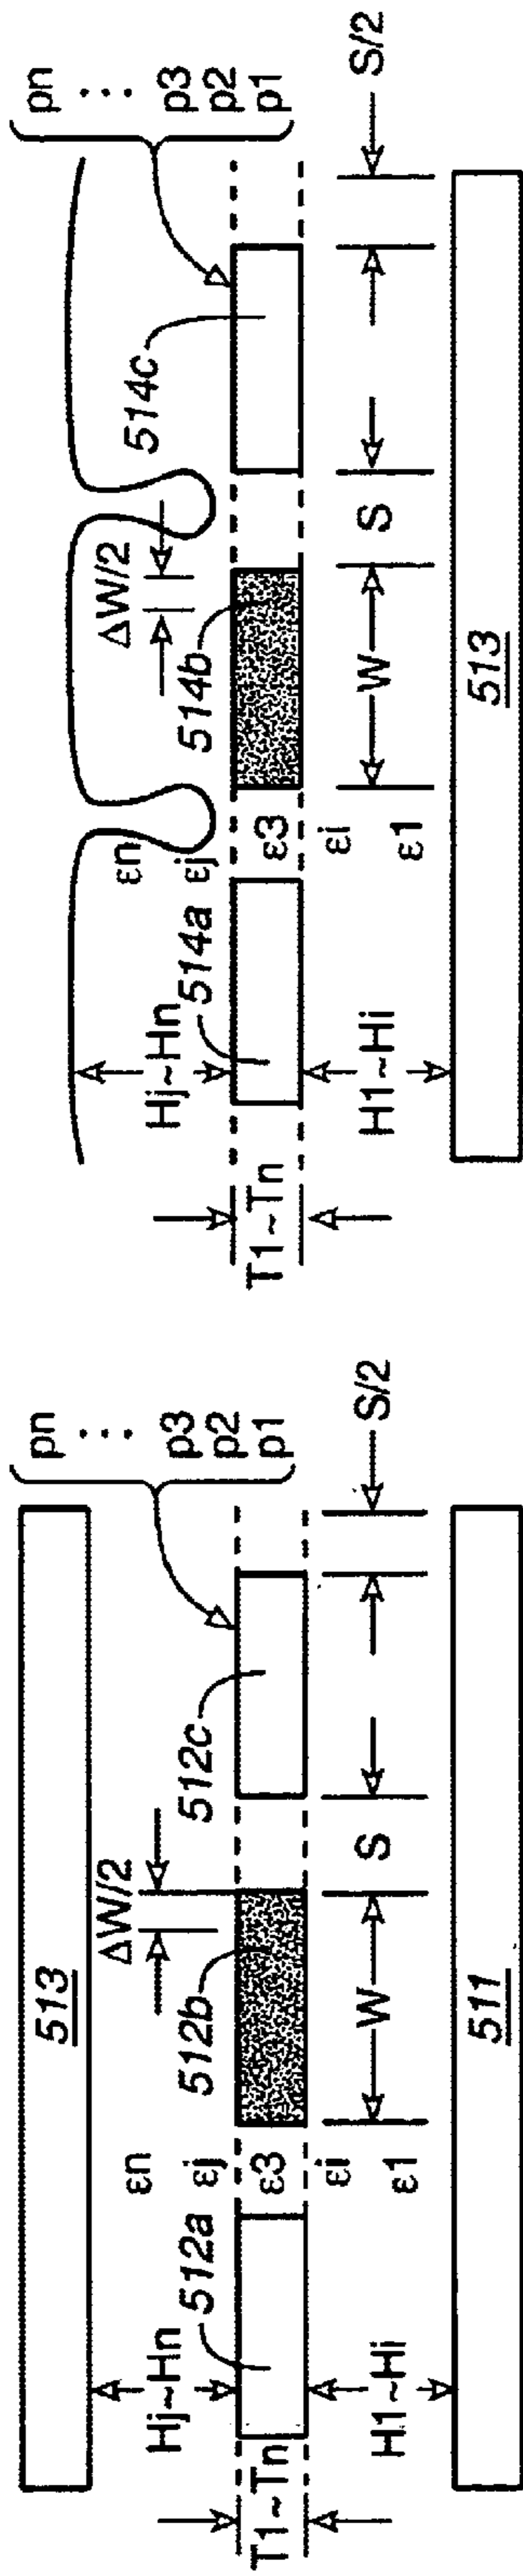 513
ΔW/2
pn
⋮
p3
p2
p1
512a
512b
512c
Hj~Hn
T1~Tn
H1~Hi
εn
εj
ε3
εi
ε1
W
S
S/2
511
ΔW/2
pn
⋮
p3
p2
p1
514a
514b
514c
Hj~Hn
T1~Tn
H1~Hi
εn
εj
ε3
εi
ε1
W
S
S/2
513